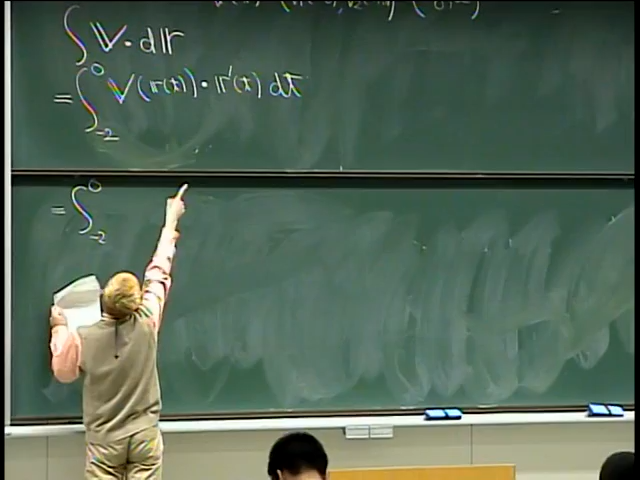 ∫ 𝕍 · d𝕣
= ∫₋₂⁰ 𝕍(𝕣(t)) · 𝕣′(t) dt
= ∫₋₂⁰